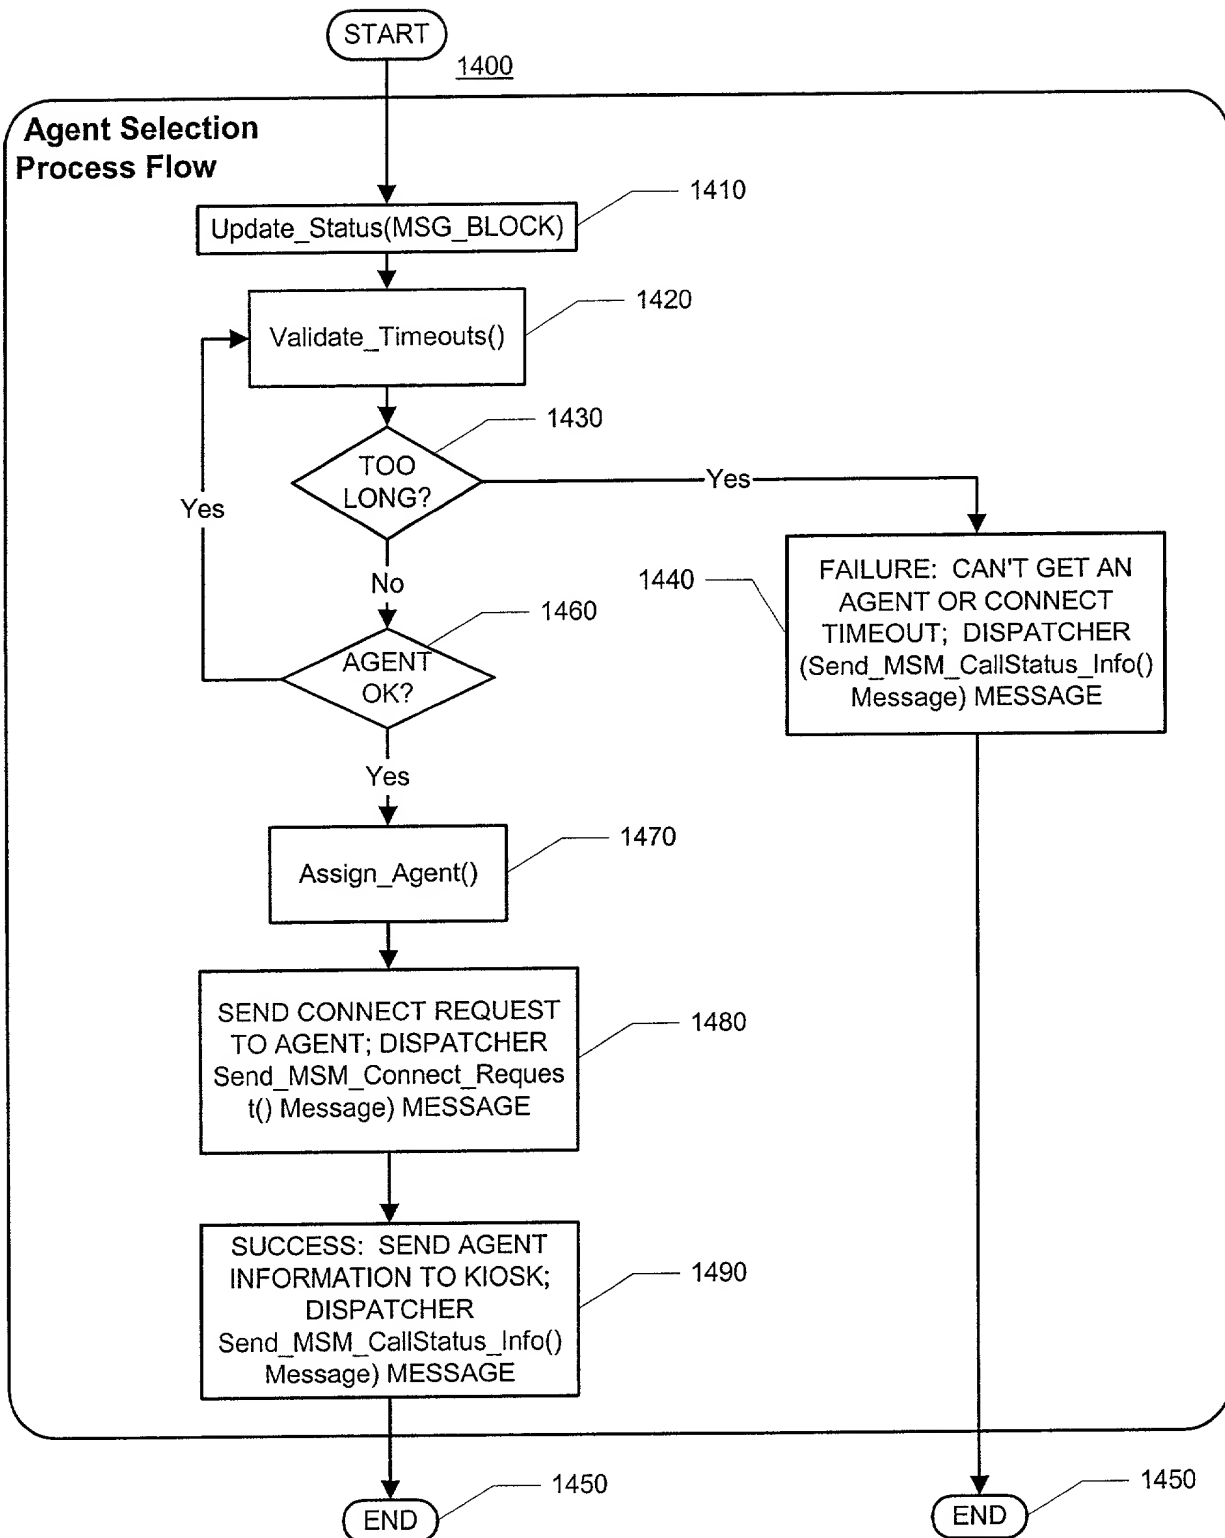 START
1400
Agent Selection
Process Flow
1410
Update_Status(MSG_BLOCK)
1420
Validate_Timeouts()
1430
TOO
LONG?
Yes
Yes
No
1440
FAILURE: CAN'T GET AN
AGENT OR CONNECT
TIMEOUT; DISPATCHER
(Send_MSM_CallStatus_Info()
Message) MESSAGE
1460
AGENT
OK?
Yes
1470
Assign_Agent()
SEND CONNECT REQUEST
TO AGENT; DISPATCHER
Send_MSM_Connect_Reques
t() Message) MESSAGE
1480
SUCCESS: SEND AGENT
INFORMATION TO KIOSK;
DISPATCHER
Send_MSM_CallStatus_Info()
Message) MESSAGE
1490
1450
END
1450
END